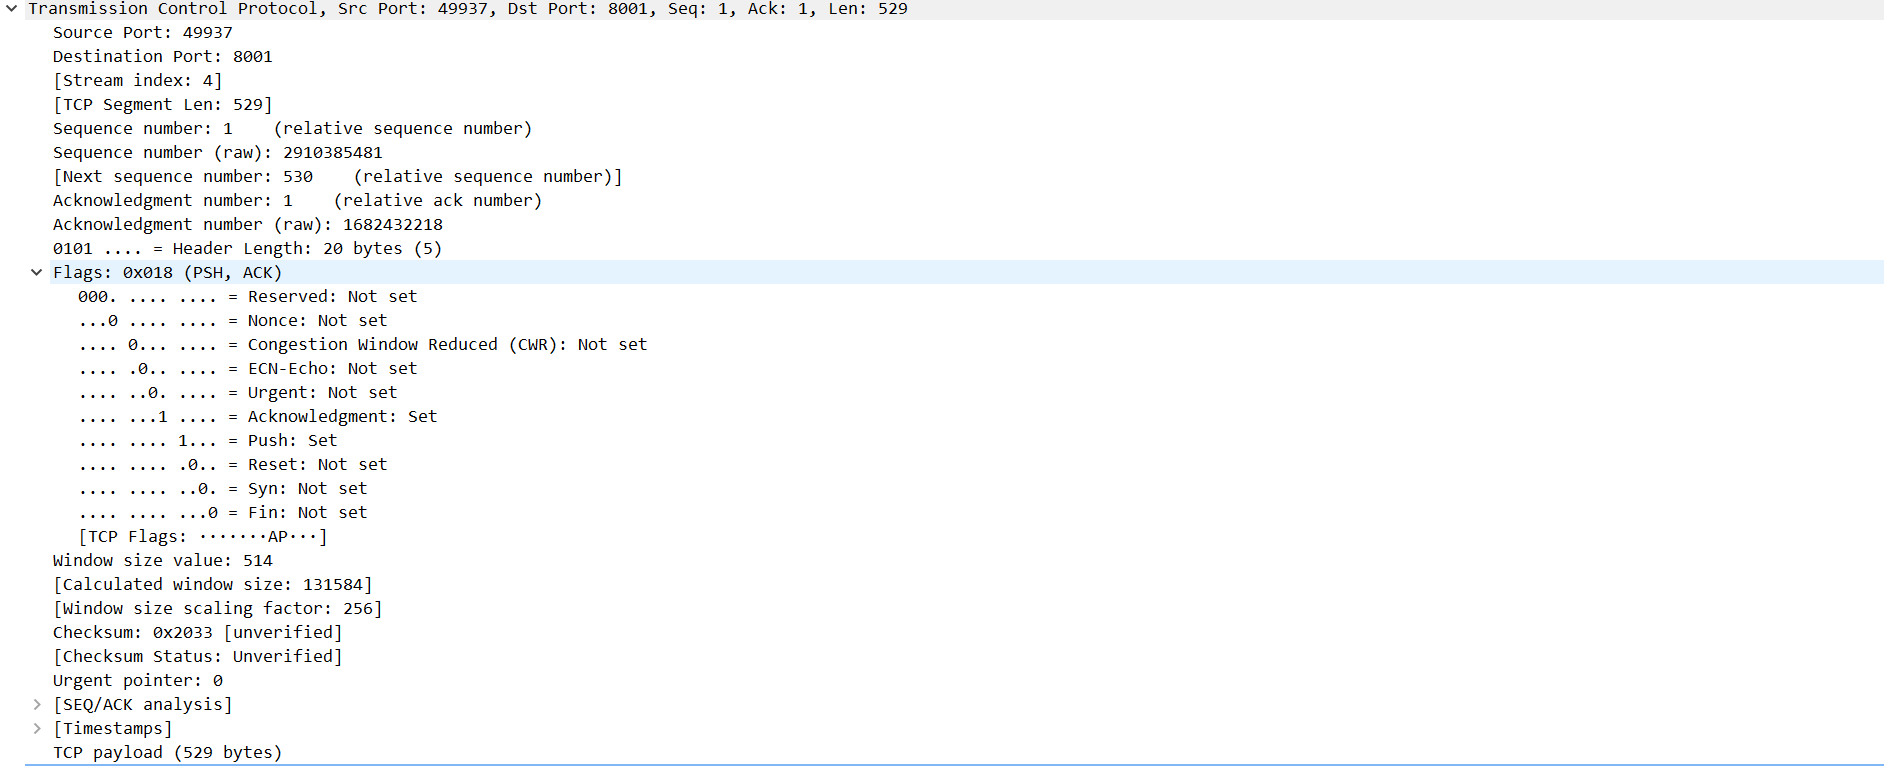 Transmission Control Protocol, Src Port: 49937, Dst Port: 8001, Seq: 1, Ack: 1, Len: 529
Source Port: 49937
Destination Port: 8001
[Stream index: 4]
[TCP Segment Len: 529]
Sequence number: 1    (relative sequence number)
Sequence number (raw): 2910385481
[Next sequence number: 530    (relative sequence number)]
Acknowledgment number: 1    (relative ack number)
Acknowledgment number (raw): 1682432218
0101 .... = Header Length: 20 bytes (5)
Flags: 0x018 (PSH, ACK)
000. .... .... = Reserved: Not set
...0 .... .... = Nonce: Not set
.... 0... .... = Congestion Window Reduced (CWR): Not set
.... .0.. .... = ECN-Echo: Not set
.... ..0. .... = Urgent: Not set
.... ...1 .... = Acknowledgment: Set
.... .... 1... = Push: Set
.... .... .0.. = Reset: Not set
.... .... ..0. = Syn: Not set
.... .... ...0 = Fin: Not set
[TCP Flags: ·······AP···]
Window size value: 514
[Calculated window size: 131584]
[Window size scaling factor: 256]
Checksum: 0x2033 [unverified]
[Checksum Status: Unverified]
Urgent pointer: 0
[SEQ/ACK analysis]
[Timestamps]
TCP payload (529 bytes)